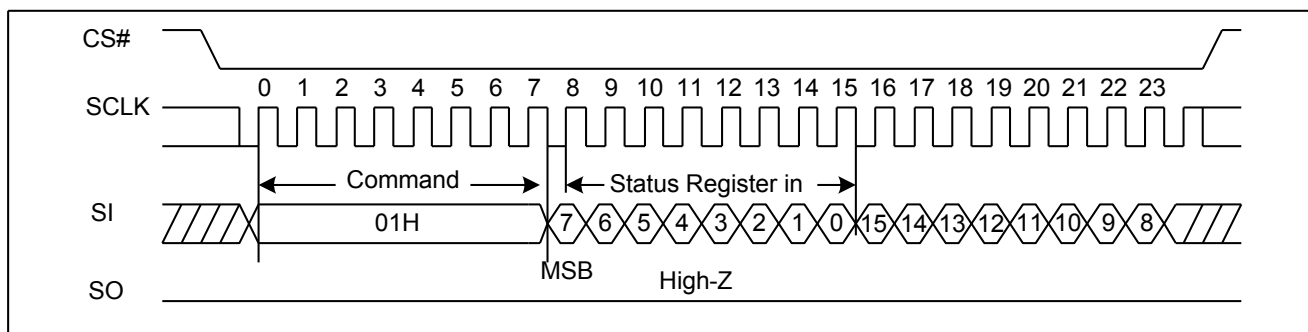 CS#
0 1 2 3 4 5 6 7 8 9 10 11 12 13 14 15 16 17 18 19 20 21 22 23
SCLK
Command Status Register in
SI 01H 7 6 5 4 3 2 1 0 15 14 13 12 11 10 9 8
MSB High-Z
SO